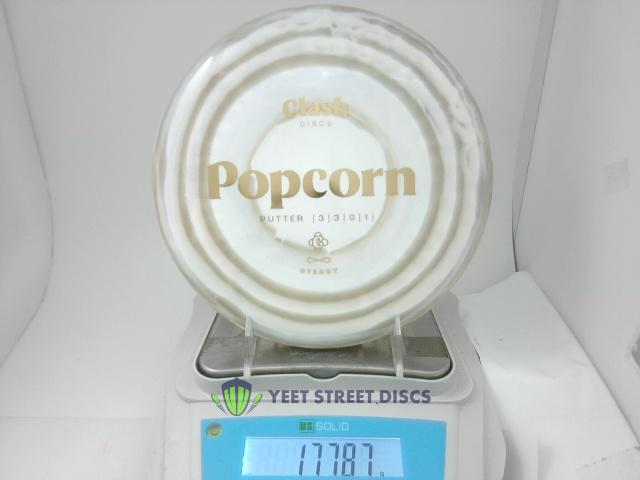 Clash
DISCS
Popcorn
PUTTER |3|3|0|1|
STEADY
YEET STREET DISCS
US SOLID
177.87 g